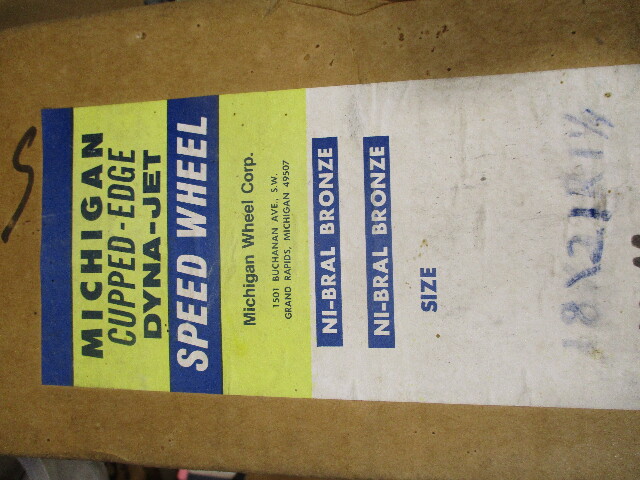 MICHIGAN
CUPPED-EDGE
DYNA-JET
SPEED WHEEL
Michigan Wheel Corp.
1501 BUCHANAN AVE., S.W.
GRAND RAPIDS, MICHIGAN 49507
NI-BRAL BRONZE
NI-BRAL BRONZE
SIZE